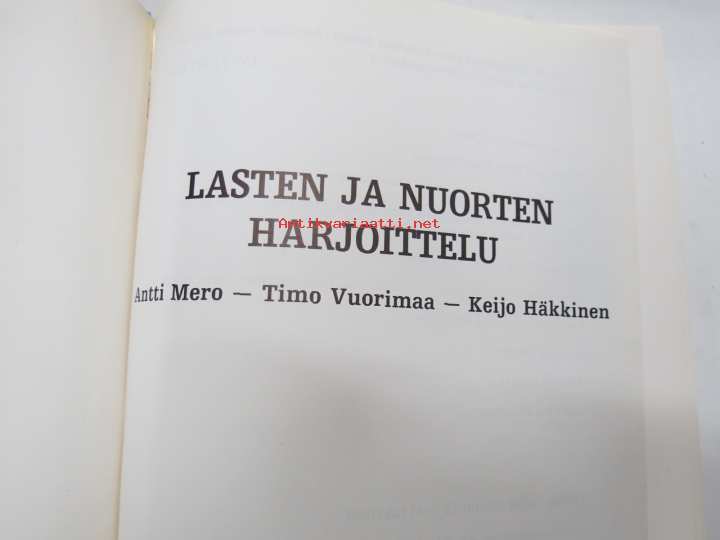 LASTEN JA NUORTEN
Antikvariaatti.net
HARJOITTELU
Antti Mero — Timo Vuorimaa — Keijo Häkkinen